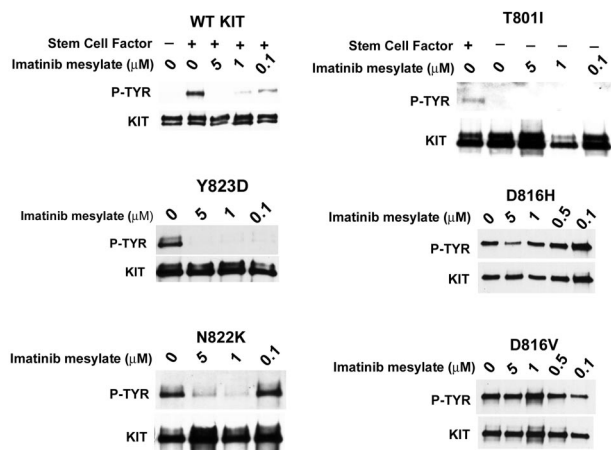 WT KIT
Stem Cell Factor – + + + +
Imatinib mesylate (μM) 0 0 5 1 0.1
P-TYR
KIT
T801I
Stem Cell Factor + – – – –
Imatinib mesylate (μM) 0 0 5 1 0.1
P-TYR
KIT
Y823D
Imatinib mesylate (μM) 0 5 1 0.1
P-TYR
KIT
D816H
Imatinib mesylate (μM) 0 5 1 0.5 0.1
P-TYR
KIT
N822K
Imatinib mesylate (μM) 0 5 1 0.1
P-TYR
KIT
D816V
Imatinib mesylate (μM) 0 5 1 0.5 0.1
P-TYR
KIT